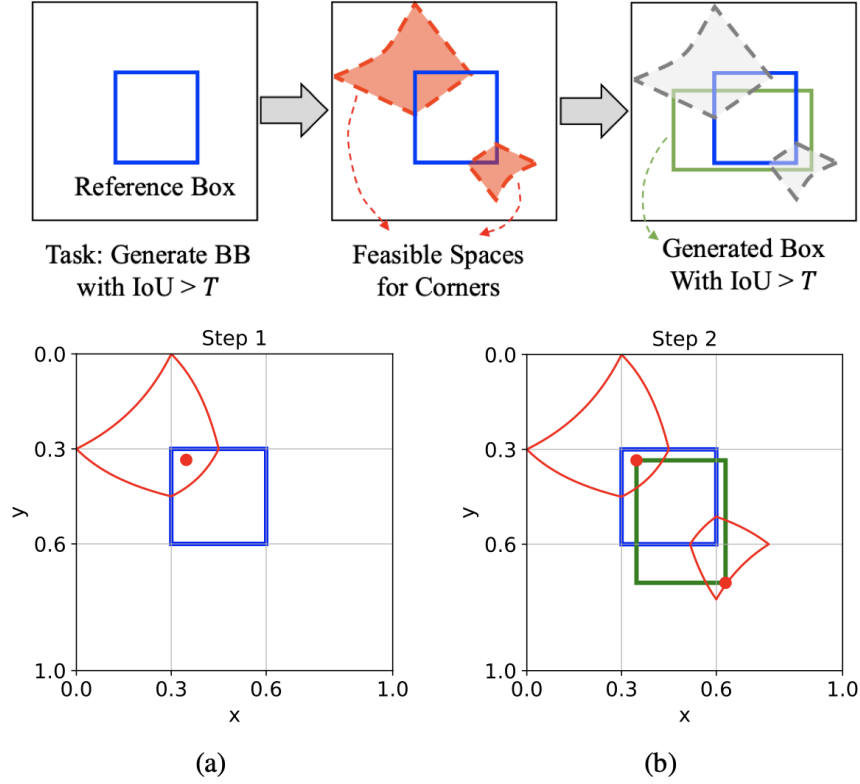 Reference Box
Task: Generate BB
with IoU > T
Feasible Spaces
for Corners
Generated Box
With IoU > T
Step 1
0.0
0.3
0.6
1.0
y
0.0 0.3 0.6 1.0
x
(a)
Step 2
0.0
0.3
0.6
1.0
y
0.0 0.3 0.6 1.0
x
(b)